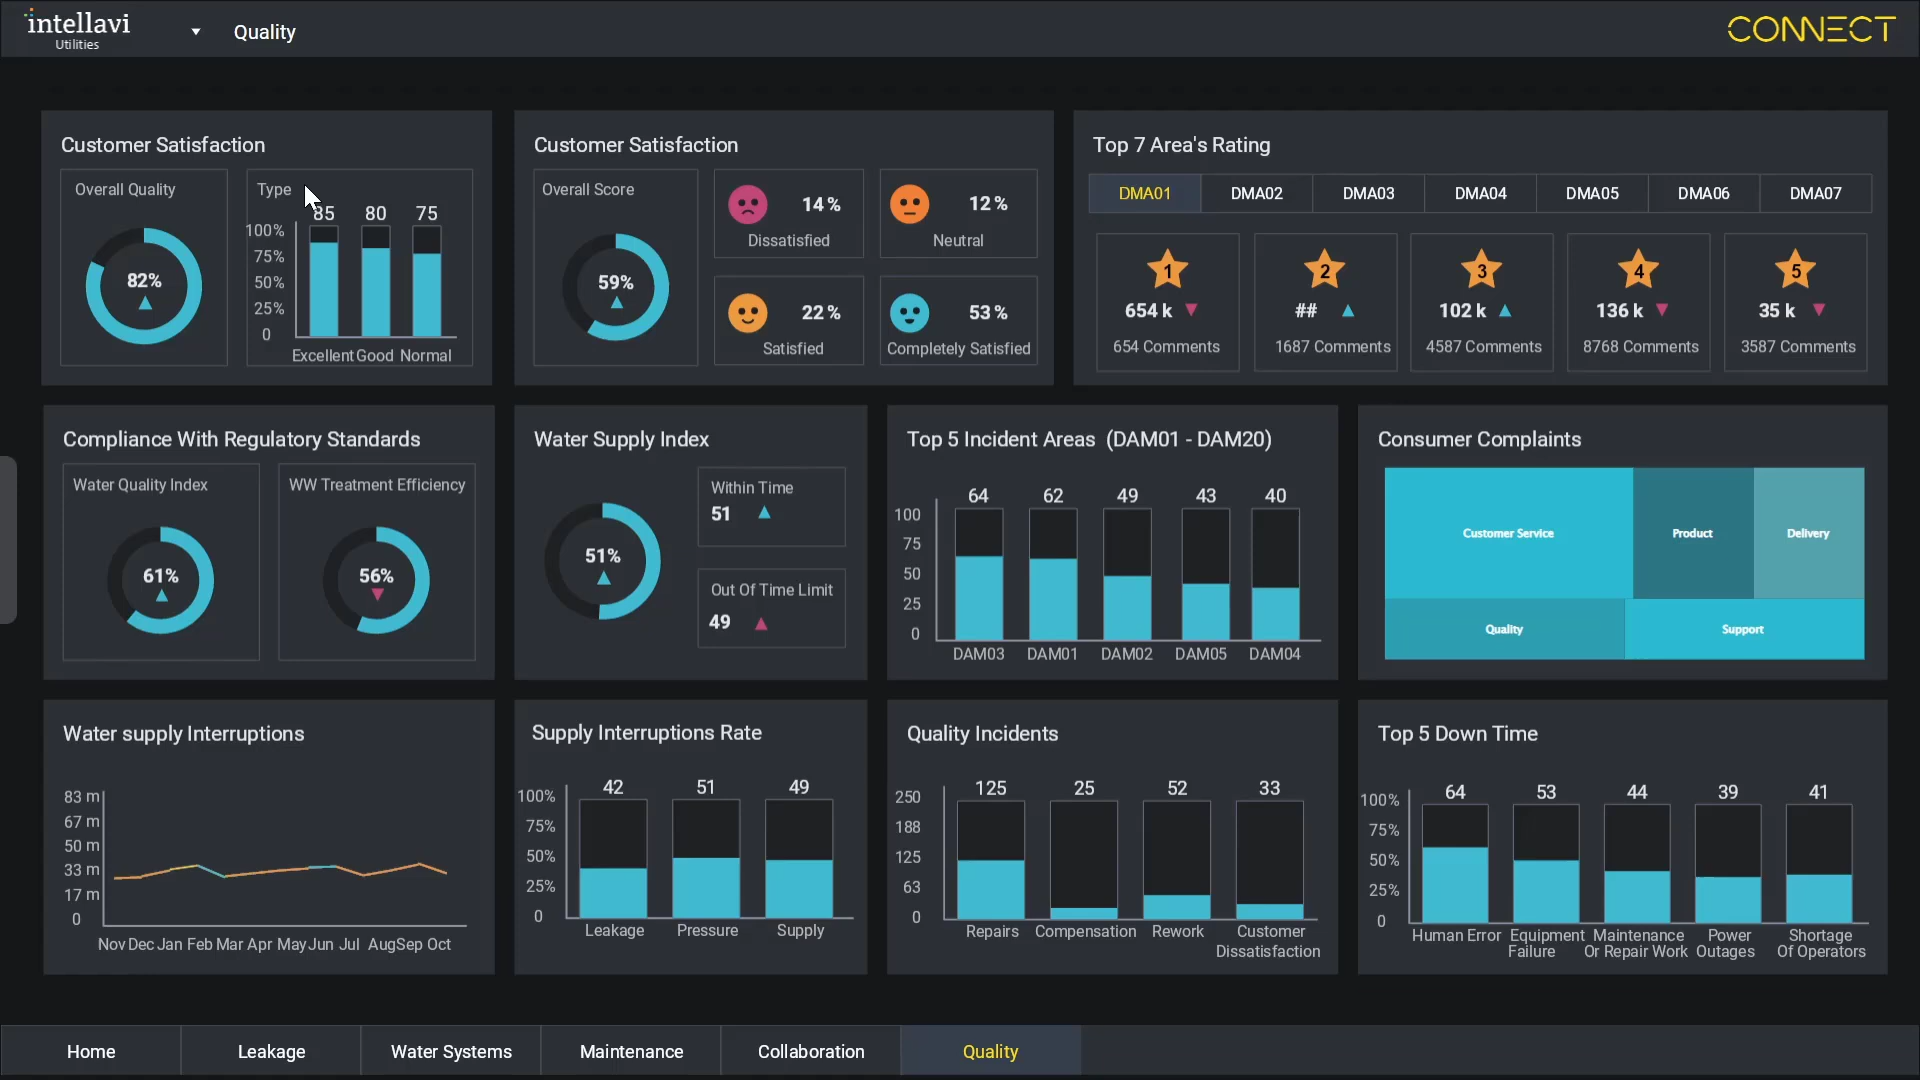 intellavi
Utilities
Quality
CONNECT
Customer Satisfaction
Overall Quality
82%
Type
85 80 75
100%
75%
50%
25%
0
Excellent Good Normal
Customer Satisfaction
Overall Score
59%
14 %
Dissatisfied
12 %
Neutral
22 %
Satisfied
53 %
Completely Satisfied
Top 7 Area's Rating
DMA01 DMA02 DMA03 DMA04 DMA05 DMA06 DMA07
1 2 3 4 5
654 k ## 102 k 136 k 35 k
654 Comments 1687 Comments 4587 Comments 8768 Comments 3587 Comments
Compliance With Regulatory Standards
Water Quality Index
61%
WW Treatment Efficiency
56%
Water Supply Index
51%
Within Time
51
Out Of Time Limit
49
Top 5 Incident Areas (DAM01 - DAM20)
64 62 49 43 40
100
75
50
25
0
DAM03 DAM01 DAM02 DAM05 DAM04
Consumer Complaints
Customer Service Product Delivery
Quality Support
Water supply Interruptions
83 m
67 m
50 m
33 m
17 m
0
Nov Dec Jan Feb Mar Apr May Jun Jul Aug Sep Oct
Supply Interruptions Rate
42 51 49
100%
75%
50%
25%
0
Leakage Pressure Supply
Quality Incidents
125 25 52 33
250
188
125
63
0
Repairs Compensation Rework Customer
Dissatisfaction
Top 5 Down Time
64 53 44 39 41
100%
75%
50%
25%
0
Human Error Equipment Maintenance Power Shortage
Failure Or Repair Work Outages Of Operators
Home Leakage Water Systems Maintenance Collaboration Quality